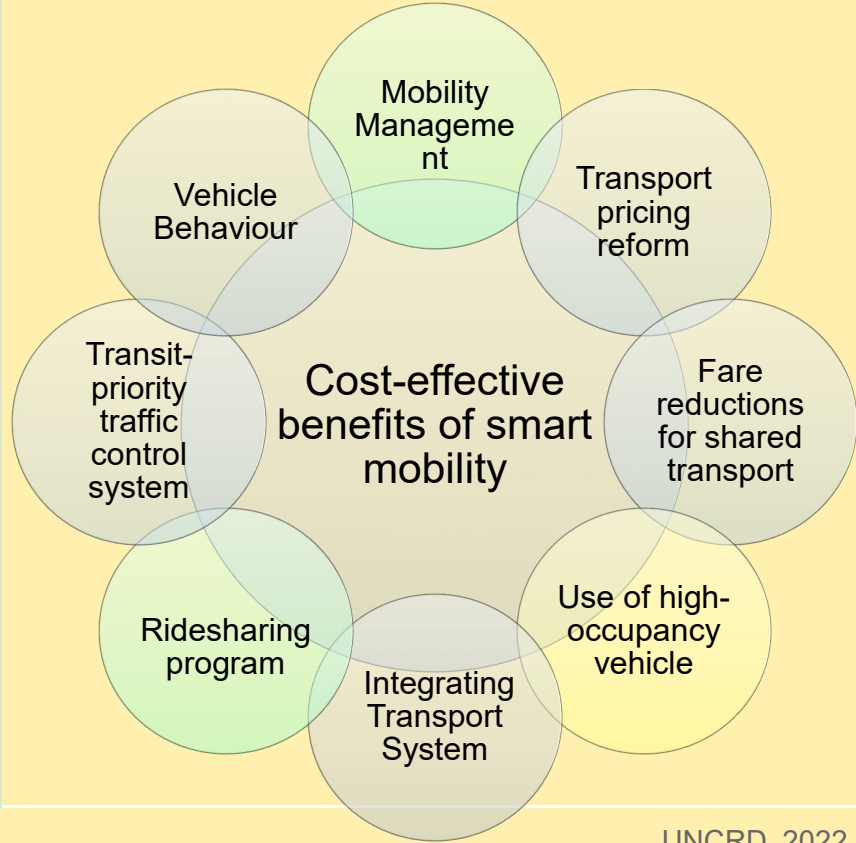 Mobility
Manageme
nt
Transport
pricing
reform
Fare
reductions
for shared
transport
Use of high-
occupancy
vehicle
Integrating
Transport
System
Ridesharing
program
Transit-
priority
traffic
control
system
Vehicle
Behaviour
Cost-effective
benefits of smart
mobility
UNCRD, 2022